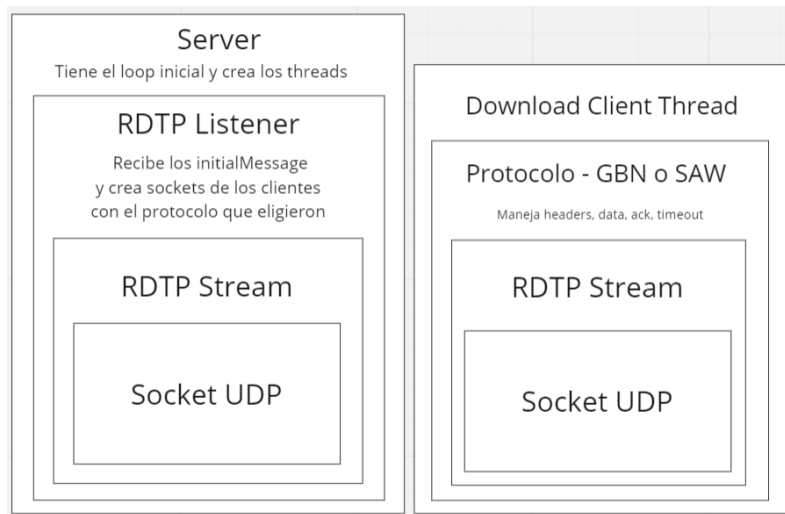 Server
Tiene el loop inicial y crea los threads
RDTP Listener
Recibe los initialMessage
y crea sockets de los clientes
con el protocolo que eligieron
RDTP Stream
Socket UDP
Download Client Thread
Protocolo - GBN o SAW
Maneja headers, data, ack, timeout
RDTP Stream
Socket UDP